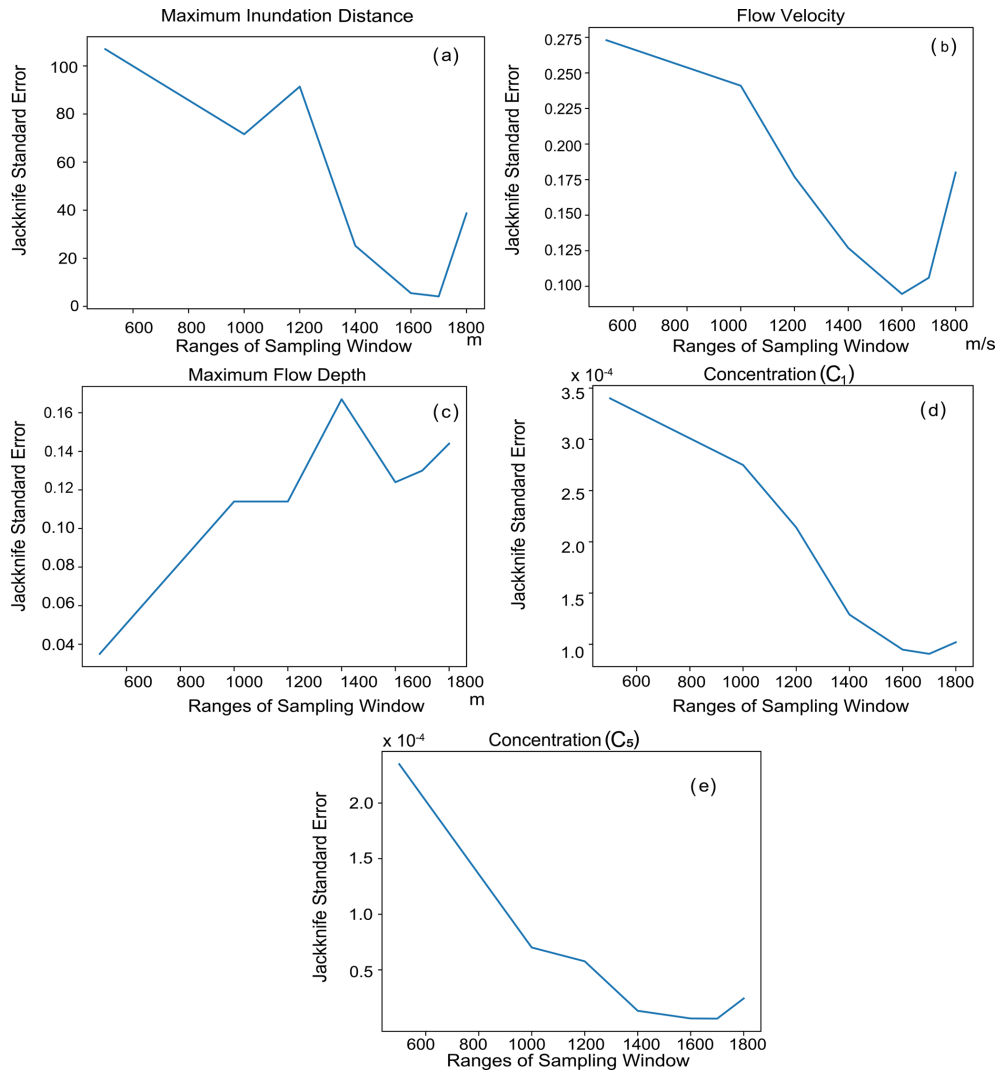 Maximum Inundation Distance
(a)
Jackknife Standard Error
100
80
60
40
20
0
600 800 1000 1200 1400 1600 1800
Ranges of Sampling Window m
Flow Velocity
(b)
Jackknife Standard Error
0.275
0.250
0.225
0.200
0.175
0.150
0.125
0.100
600 800 1000 1200 1400 1600 1800
Ranges of Sampling Window m/s
Maximum Flow Depth
(c)
Jackknife Standard Error
0.16
0.14
0.12
0.10
0.08
0.06
0.04
600 800 1000 1200 1400 1600 1800
Ranges of Sampling Window m
x 10⁻⁴ Concentration (C₁)
(d)
Jackknife Standard Error
3.5
3.0
2.5
2.0
1.5
1.0
600 800 1000 1200 1400 1600 1800
Ranges of Sampling Window
x 10⁻⁴ Concentration (C₅)
(e)
Jackknife Standard Error
2.0
1.5
1.0
0.5
600 800 1000 1200 1400 1600 1800
Ranges of Sampling Window